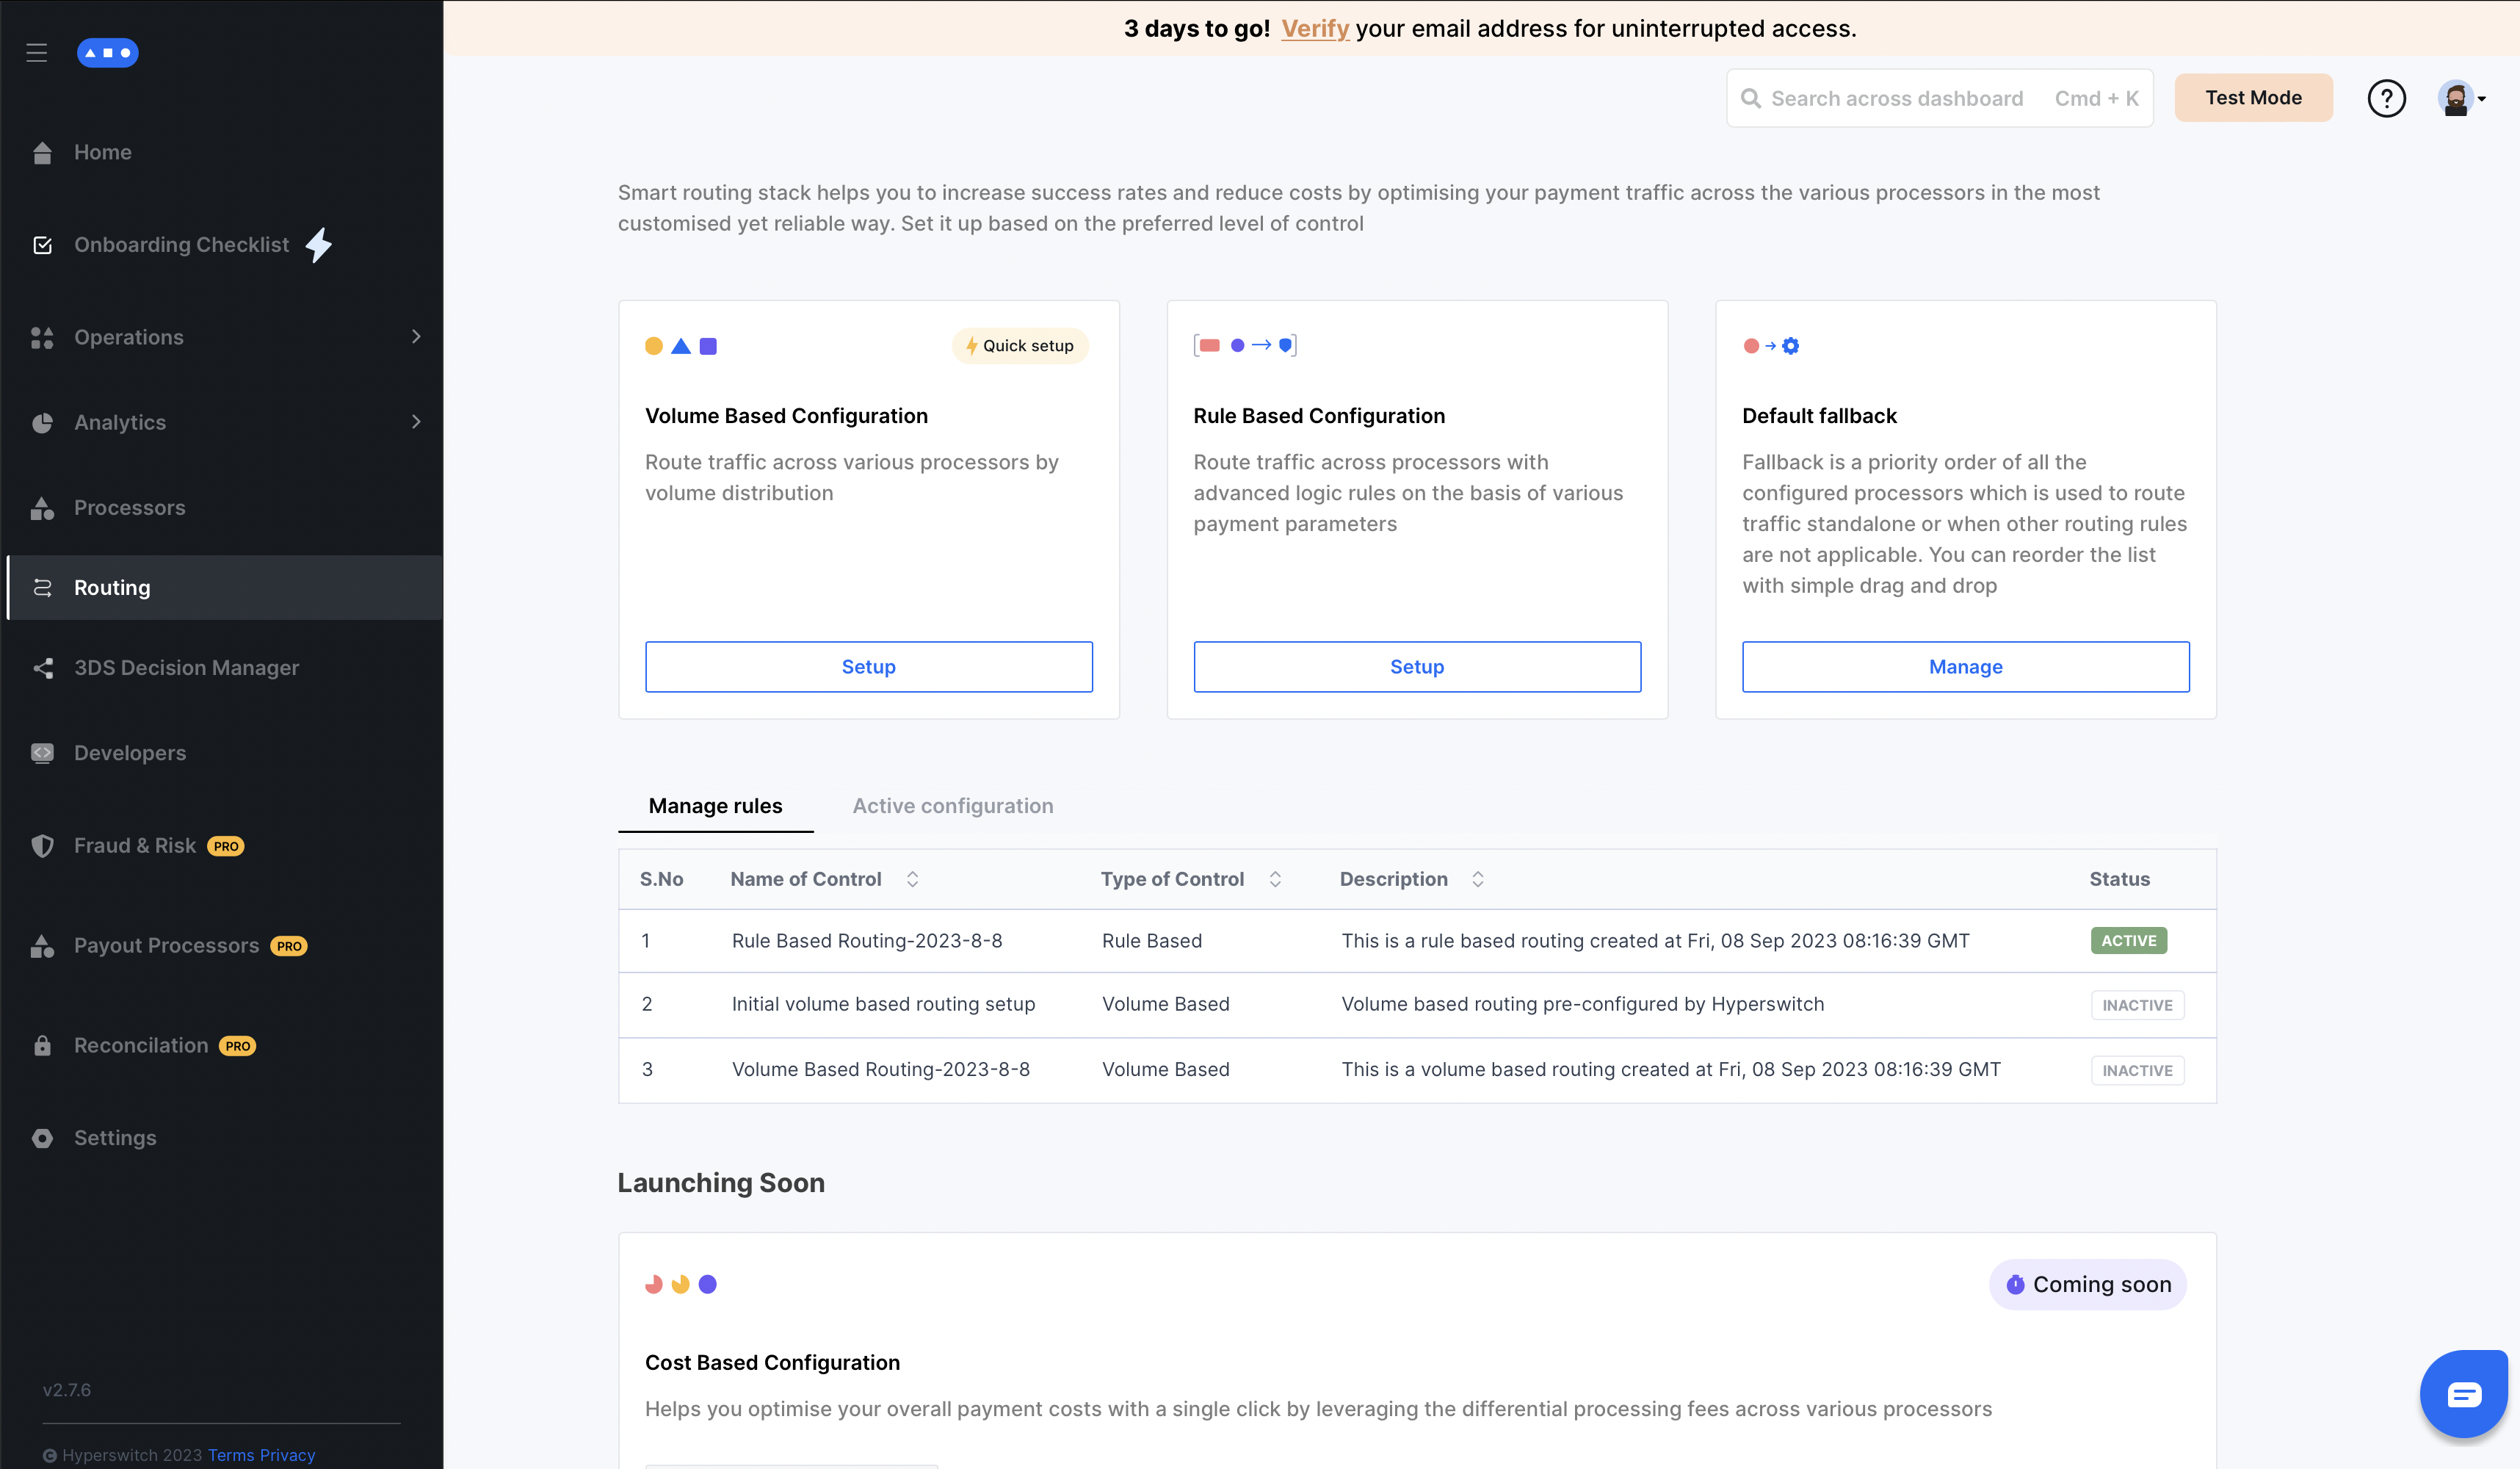 3 days to go! Verify your email address for uninterrupted access.
Search across dashboard Cmd + K
Test Mode
?
Home
Onboarding Checklist
Operations
Analytics
Processors
Routing
3DS Decision Manager
Developers
Fraud & Risk PRO
Payout Processors PRO
Reconcilation PRO
Settings
v2.7.6
© Hyperswitch 2023 Terms Privacy
Smart routing stack helps you to increase success rates and reduce costs by optimising your payment traffic across the various processors in the most
customised yet reliable way. Set it up based on the preferred level of control
Quick setup
Volume Based Configuration
Route traffic across various processors by
volume distribution
Setup
Rule Based Configuration
Route traffic across processors with
advanced logic rules on the basis of various
payment parameters
Setup
Default fallback
Fallback is a priority order of all the
configured processors which is used to route
traffic standalone or when other routing rules
are not applicable. You can reorder the list
with simple drag and drop
Manage
Manage rules Active configuration
S.No Name of Control Type of Control Description Status
1 Rule Based Routing-2023-8-8 Rule Based This is a rule based routing created at Fri, 08 Sep 2023 08:16:39 GMT ACTIVE
2 Initial volume based routing setup Volume Based Volume based routing pre-configured by Hyperswitch INACTIVE
3 Volume Based Routing-2023-8-8 Volume Based This is a volume based routing created at Fri, 08 Sep 2023 08:16:39 GMT INACTIVE
Launching Soon
Coming soon
Cost Based Configuration
Helps you optimise your overall payment costs with a single click by leveraging the differential processing fees across various processors